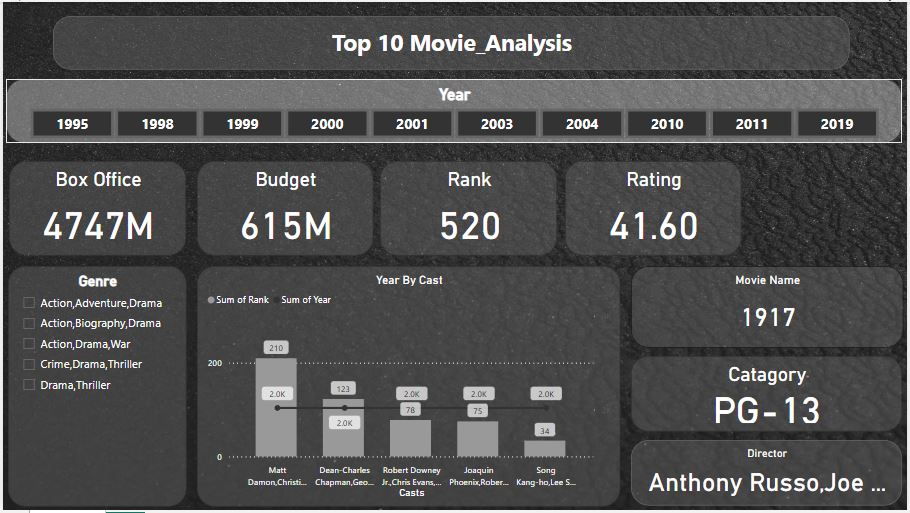 Top 10 Movie_Analysis
Year
1995 1998 1999 2000 2001 2003 2004 2010 2011 2019
Box Office
4747M
Budget
615M
Rank
520
Rating
41.60
Genre
Action,Adventure,Drama
Action,Biography,Drama
Action,Drama,War
Crime,Drama,Thriller
Drama,Thriller
Year By Cast
Sum of Rank Sum of Year
200
0
210
2.0K
123
2.0K
2.0K
78
2.0K
75
2.0K
34
Matt
Damon,Christi...
Dean-Charles
Chapman,Geo...
Robert Downey
Jr.,Chris Evans,...
Joaquin
Phoenix,Rober...
Song
Kang-ho,Lee S...
Casts
Movie Name
1917
Catagory
PG-13
Director
Anthony Russo,Joe ...